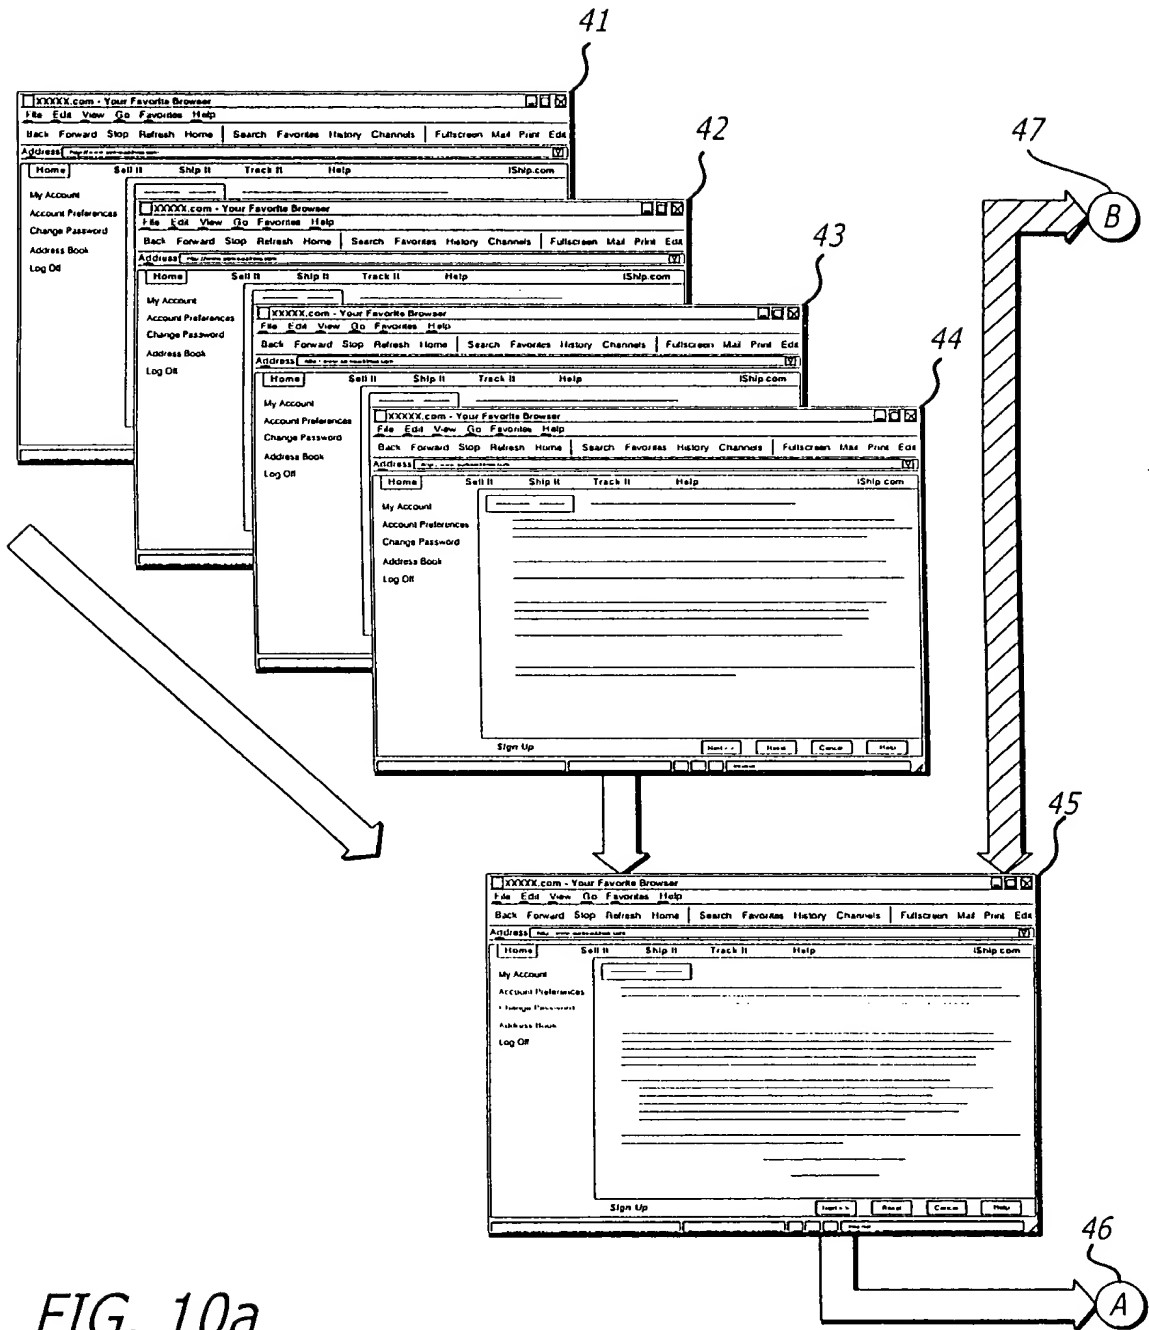 41
XXXXX.com - Your Favorite Browser
File Edit View Go Favorites Help
Back Forward Stop Refresh Home Search Favorites History Channels Fullscreen Mail Print Edit
Address
Home Sell It Ship It Track It Help iShip.com
My Account
Account Preferences
Change Password
Address Book
Log Off
42
XXXXX.com - Your Favorite Browser
File Edit View Go Favorites Help
Back Forward Stop Refresh Home Search Favorites History Channels Fullscreen Mail Print Edit
Address
Home Sell It Ship It Track It Help iShip.com
My Account
Account Preferences
Change Password
Address Book
Log Off
47
B
43
XXXXX.com - Your Favorite Browser
File Edit View Go Favorites Help
Back Forward Stop Refresh Home Search Favorites History Channels Fullscreen Mail Print Edit
Address
Home Sell It Ship It Track It Help iShip.com
My Account
Account Preferences
Change Password
Address Book
Log Off
44
XXXXX.com - Your Favorite Browser
File Edit View Go Favorites Help
Back Forward Stop Refresh Home Search Favorites History Channels Fullscreen Mail Print Edit
Address
Home Sell It Ship It Track It Help iShip.com
My Account
Account Preferences
Change Password
Address Book
Log Off
Sign Up Next > > Reset Cancel Help
45
XXXXX.com - Your Favorite Browser
File Edit View Go Favorites Help
Back Forward Stop Refresh Home Search Favorites History Channels Fullscreen Mail Print Edit
Address
Home Sell It Ship It Track It Help iShip.com
My Account
Account Preferences
Change Password
Address Book
Log Off
Sign Up Next > > Reset Cancel Help
46
A
FIG. 10a